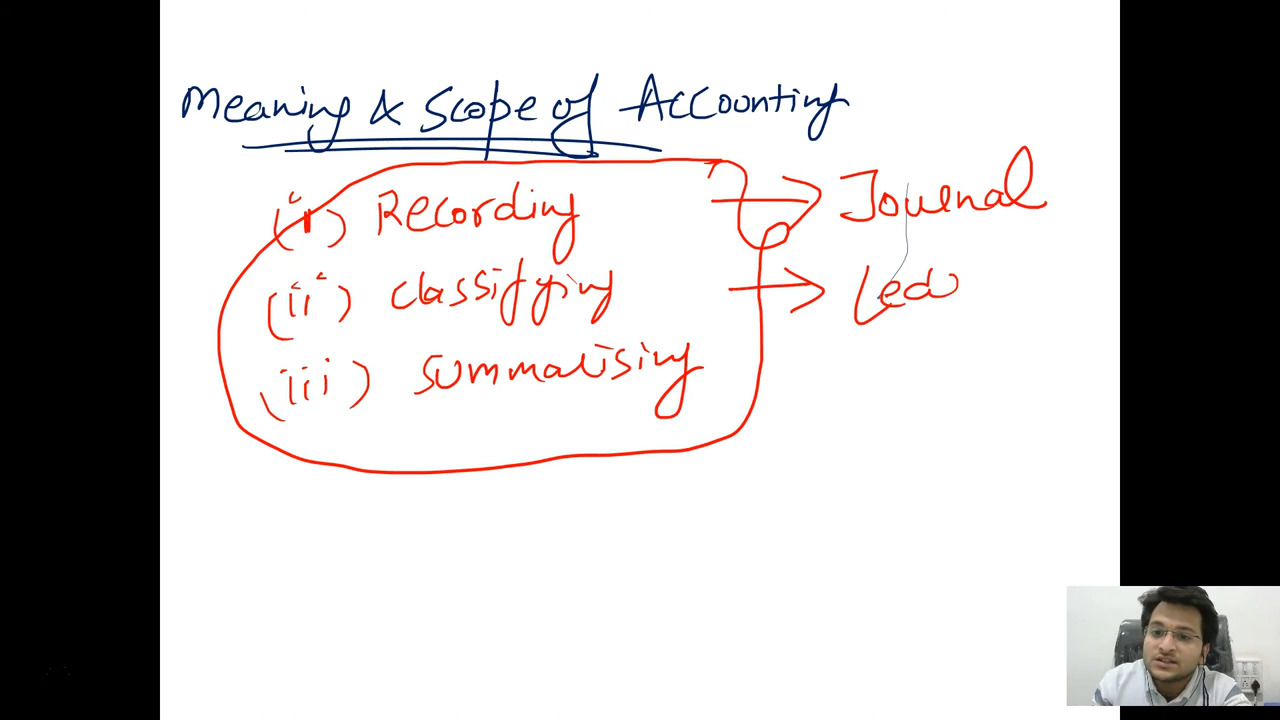 Meaning & Scope of Accounting
(i) Recording → Journal
(ii) classifying → Led
(iii) summarising